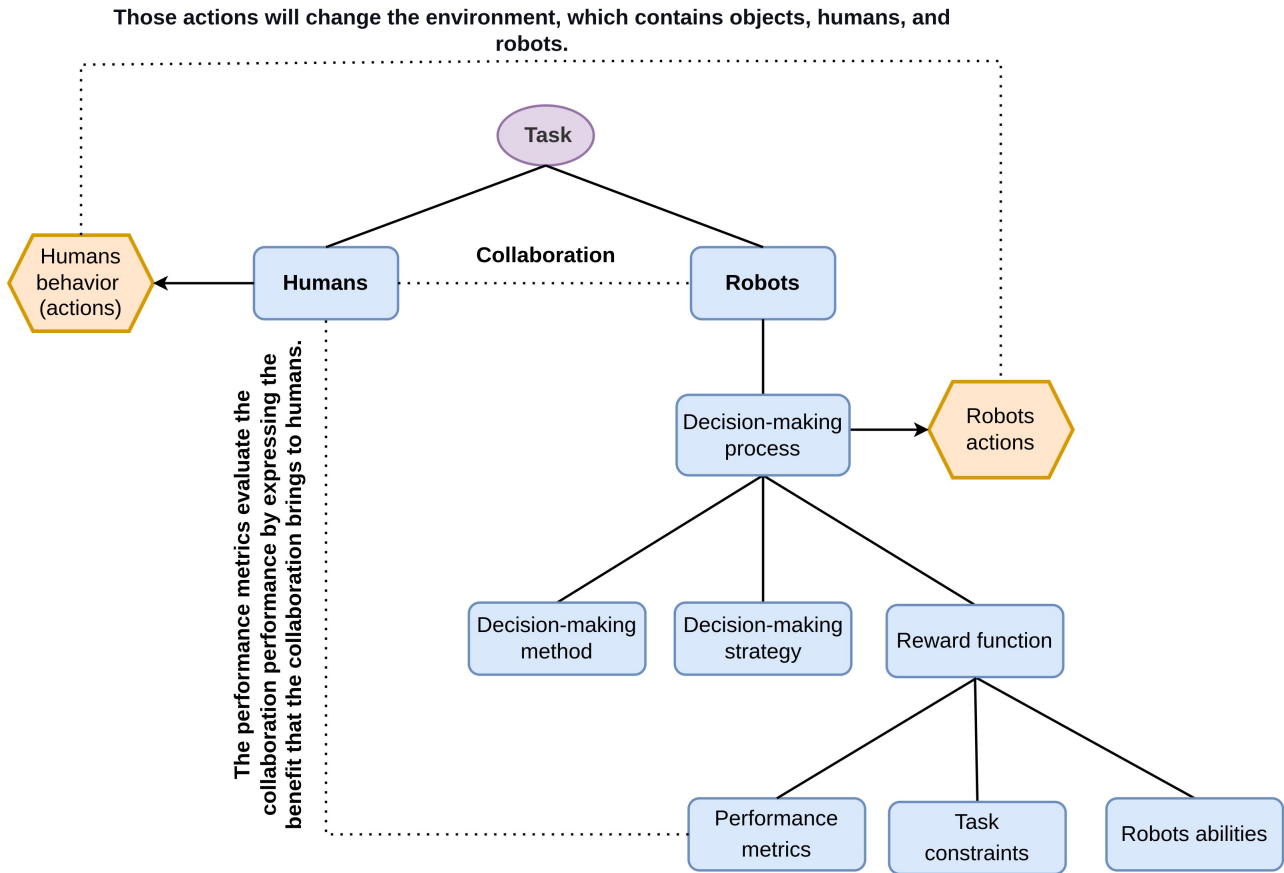 Those actions will change the environment, which contains objects, humans, and
robots.
Task
Humans
behavior
(actions)
Humans
Collaboration
Robots
The performance metrics evaluate the
collaboration performance by expressing the
benefit that the collaboration brings to humans.
Decision-making
process
Robots
actions
Decision-making
method
Decision-making
strategy
Reward function
Performance
metrics
Task
constraints
Robots abilities